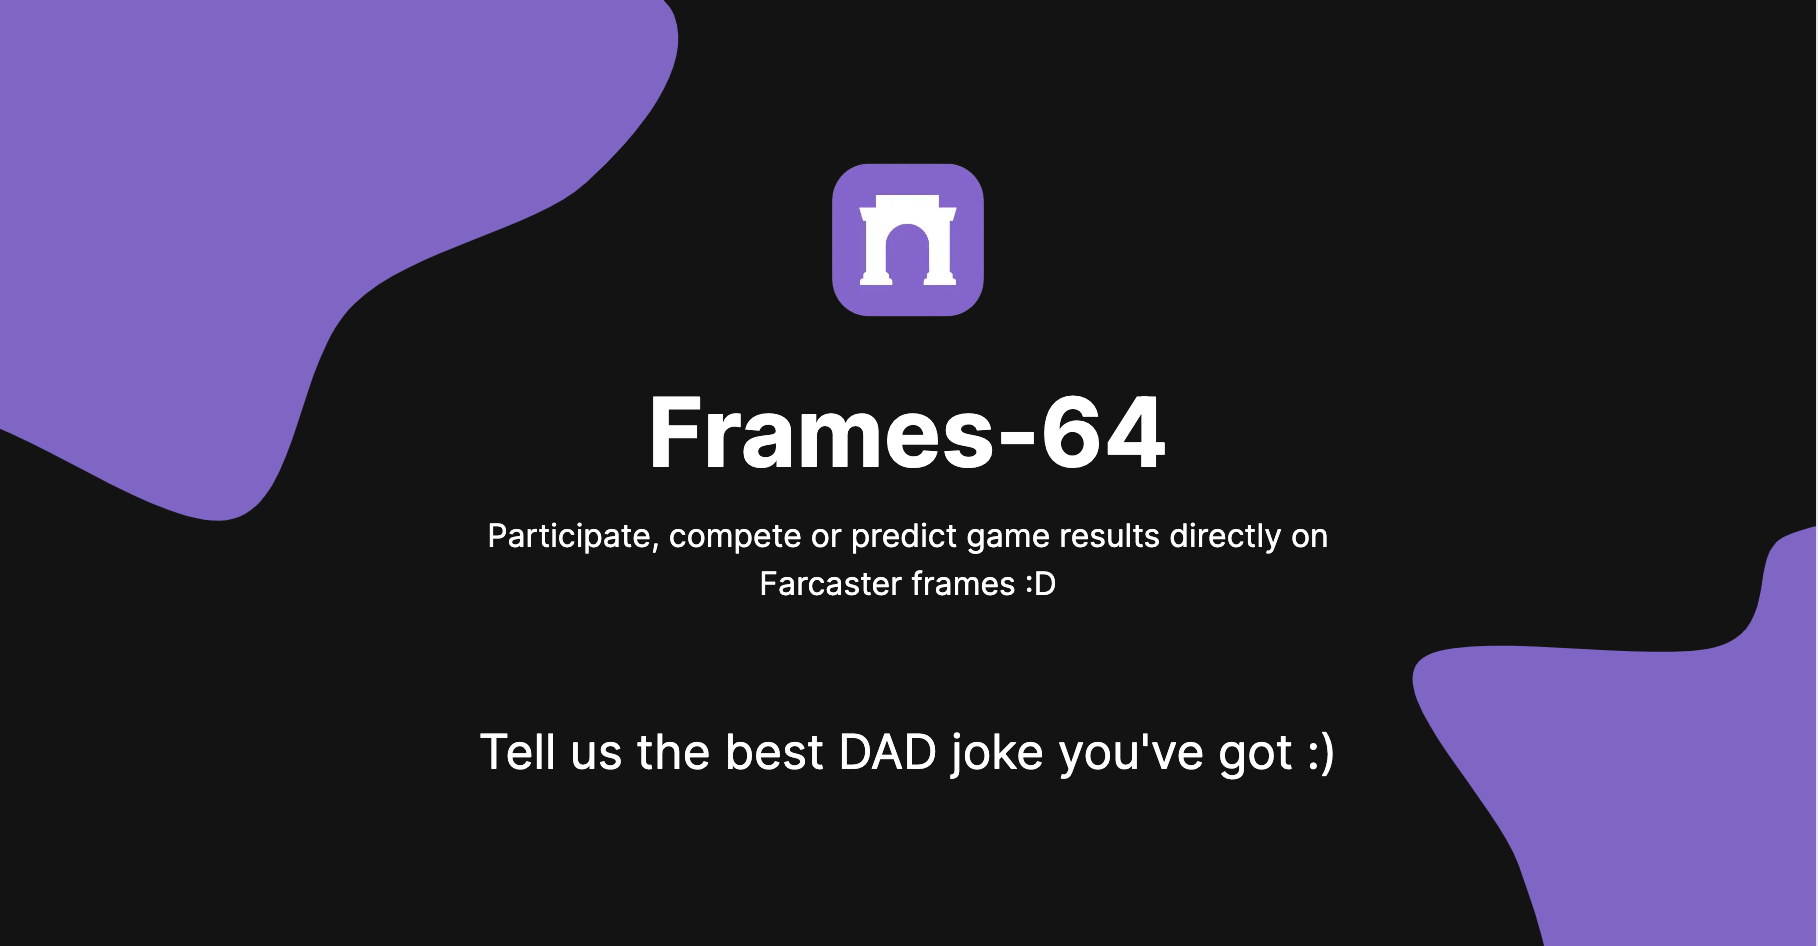 Frames-64
Participate, compete or predict game results directly on
Farcaster frames :D
Tell us the best DAD joke you've got :)